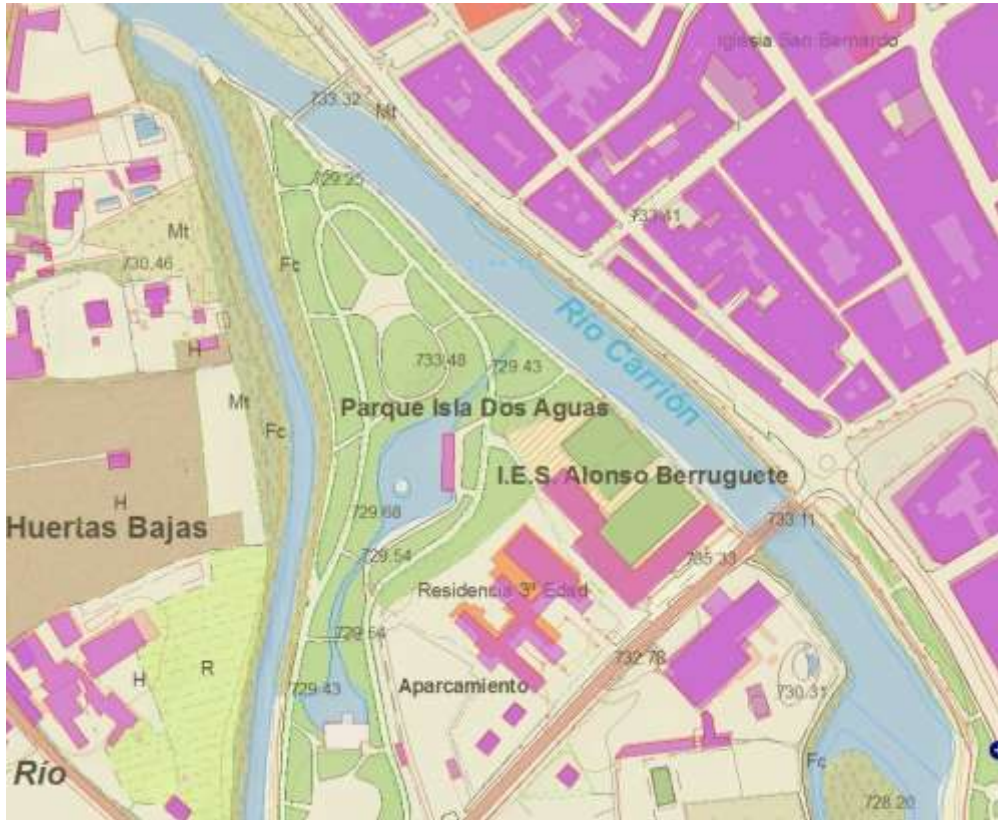 Iglesia San Bernardo
733.32
Mt
729.25
733.41
Mt
Fc
730.46
Río Carrión
H
733.48
729.43
Mt
Parque Isla Dos Aguas
Fc
I.E.S. Alonso Berruguete
H
729.68
733.11
Huertas Bajas
729.54
735.33
Residencia 3ª Edad
729.54
732.78
R
H
729.43
Aparcamiento
730.31
Río
Fc
728.20